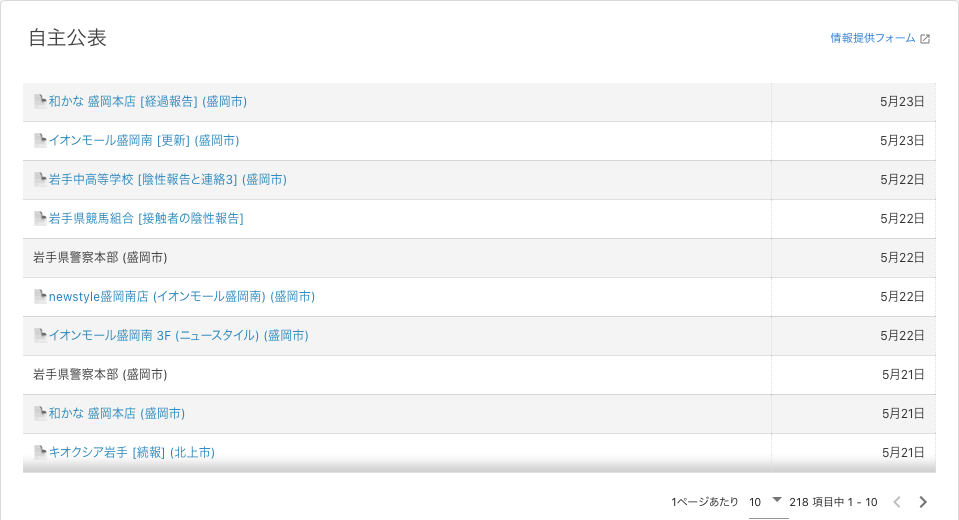 自主公表
情報提供フォーム
和かな 盛岡本店 [経過報告] (盛岡市) 5月23日
イオンモール盛岡南 [更新] (盛岡市) 5月23日
岩手中高等学校 [陰性報告と連絡3] (盛岡市) 5月22日
岩手県競馬組合 [接触者の陰性報告] 5月22日
岩手県警察本部 (盛岡市) 5月22日
newstyle盛岡南店 (イオンモール盛岡南) (盛岡市) 5月22日
イオンモール盛岡南 3F (ニュースタイル) (盛岡市) 5月22日
岩手県警察本部 (盛岡市) 5月21日
和かな 盛岡本店 (盛岡市) 5月21日
キオクシア岩手 [続報] (北上市) 5月21日
1ページあたり 10 218 項目中 1 - 10